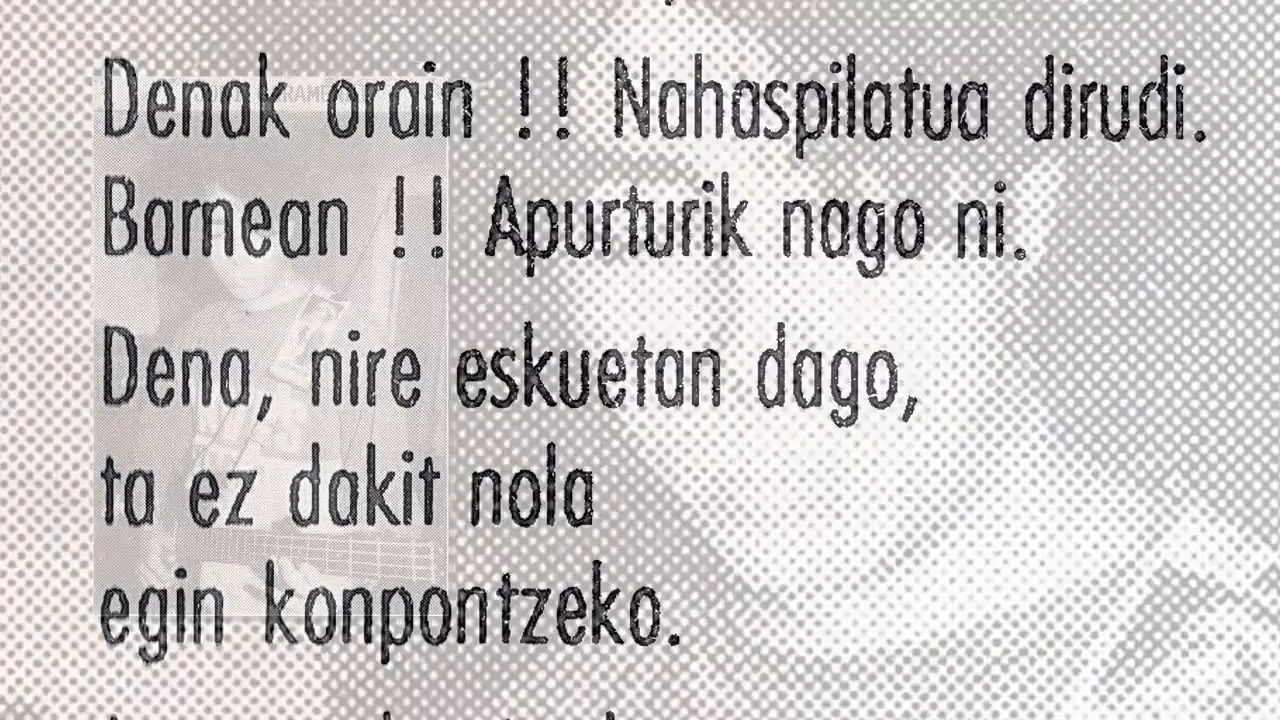 Denak orain !! Nahaspilatua dirudi.
Barnean !! Apurturik nago ni.
Dena, nire eskuetan dago,
ta ez dakit nola
egin konpontzeko.